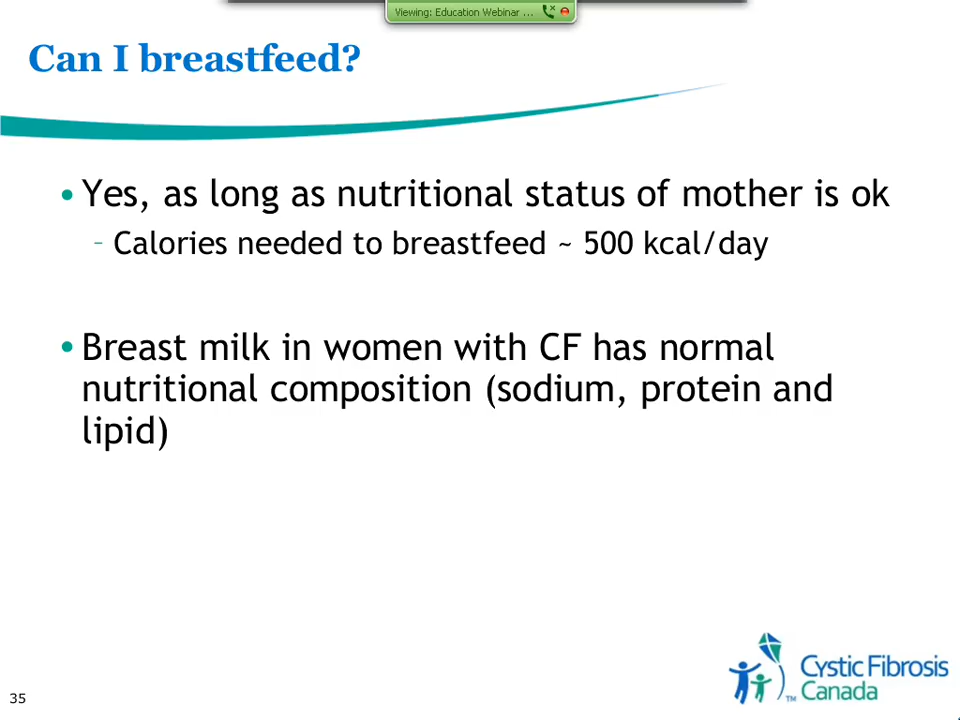 Viewing: Education Webinar ...
Can I breastfeed?
• Yes, as long as nutritional status of mother is ok
- Calories needed to breastfeed ~ 500 kcal/day
• Breast milk in women with CF has normal
nutritional composition (sodium, protein and
lipid)
Cystic Fibrosis
TM Canada
35